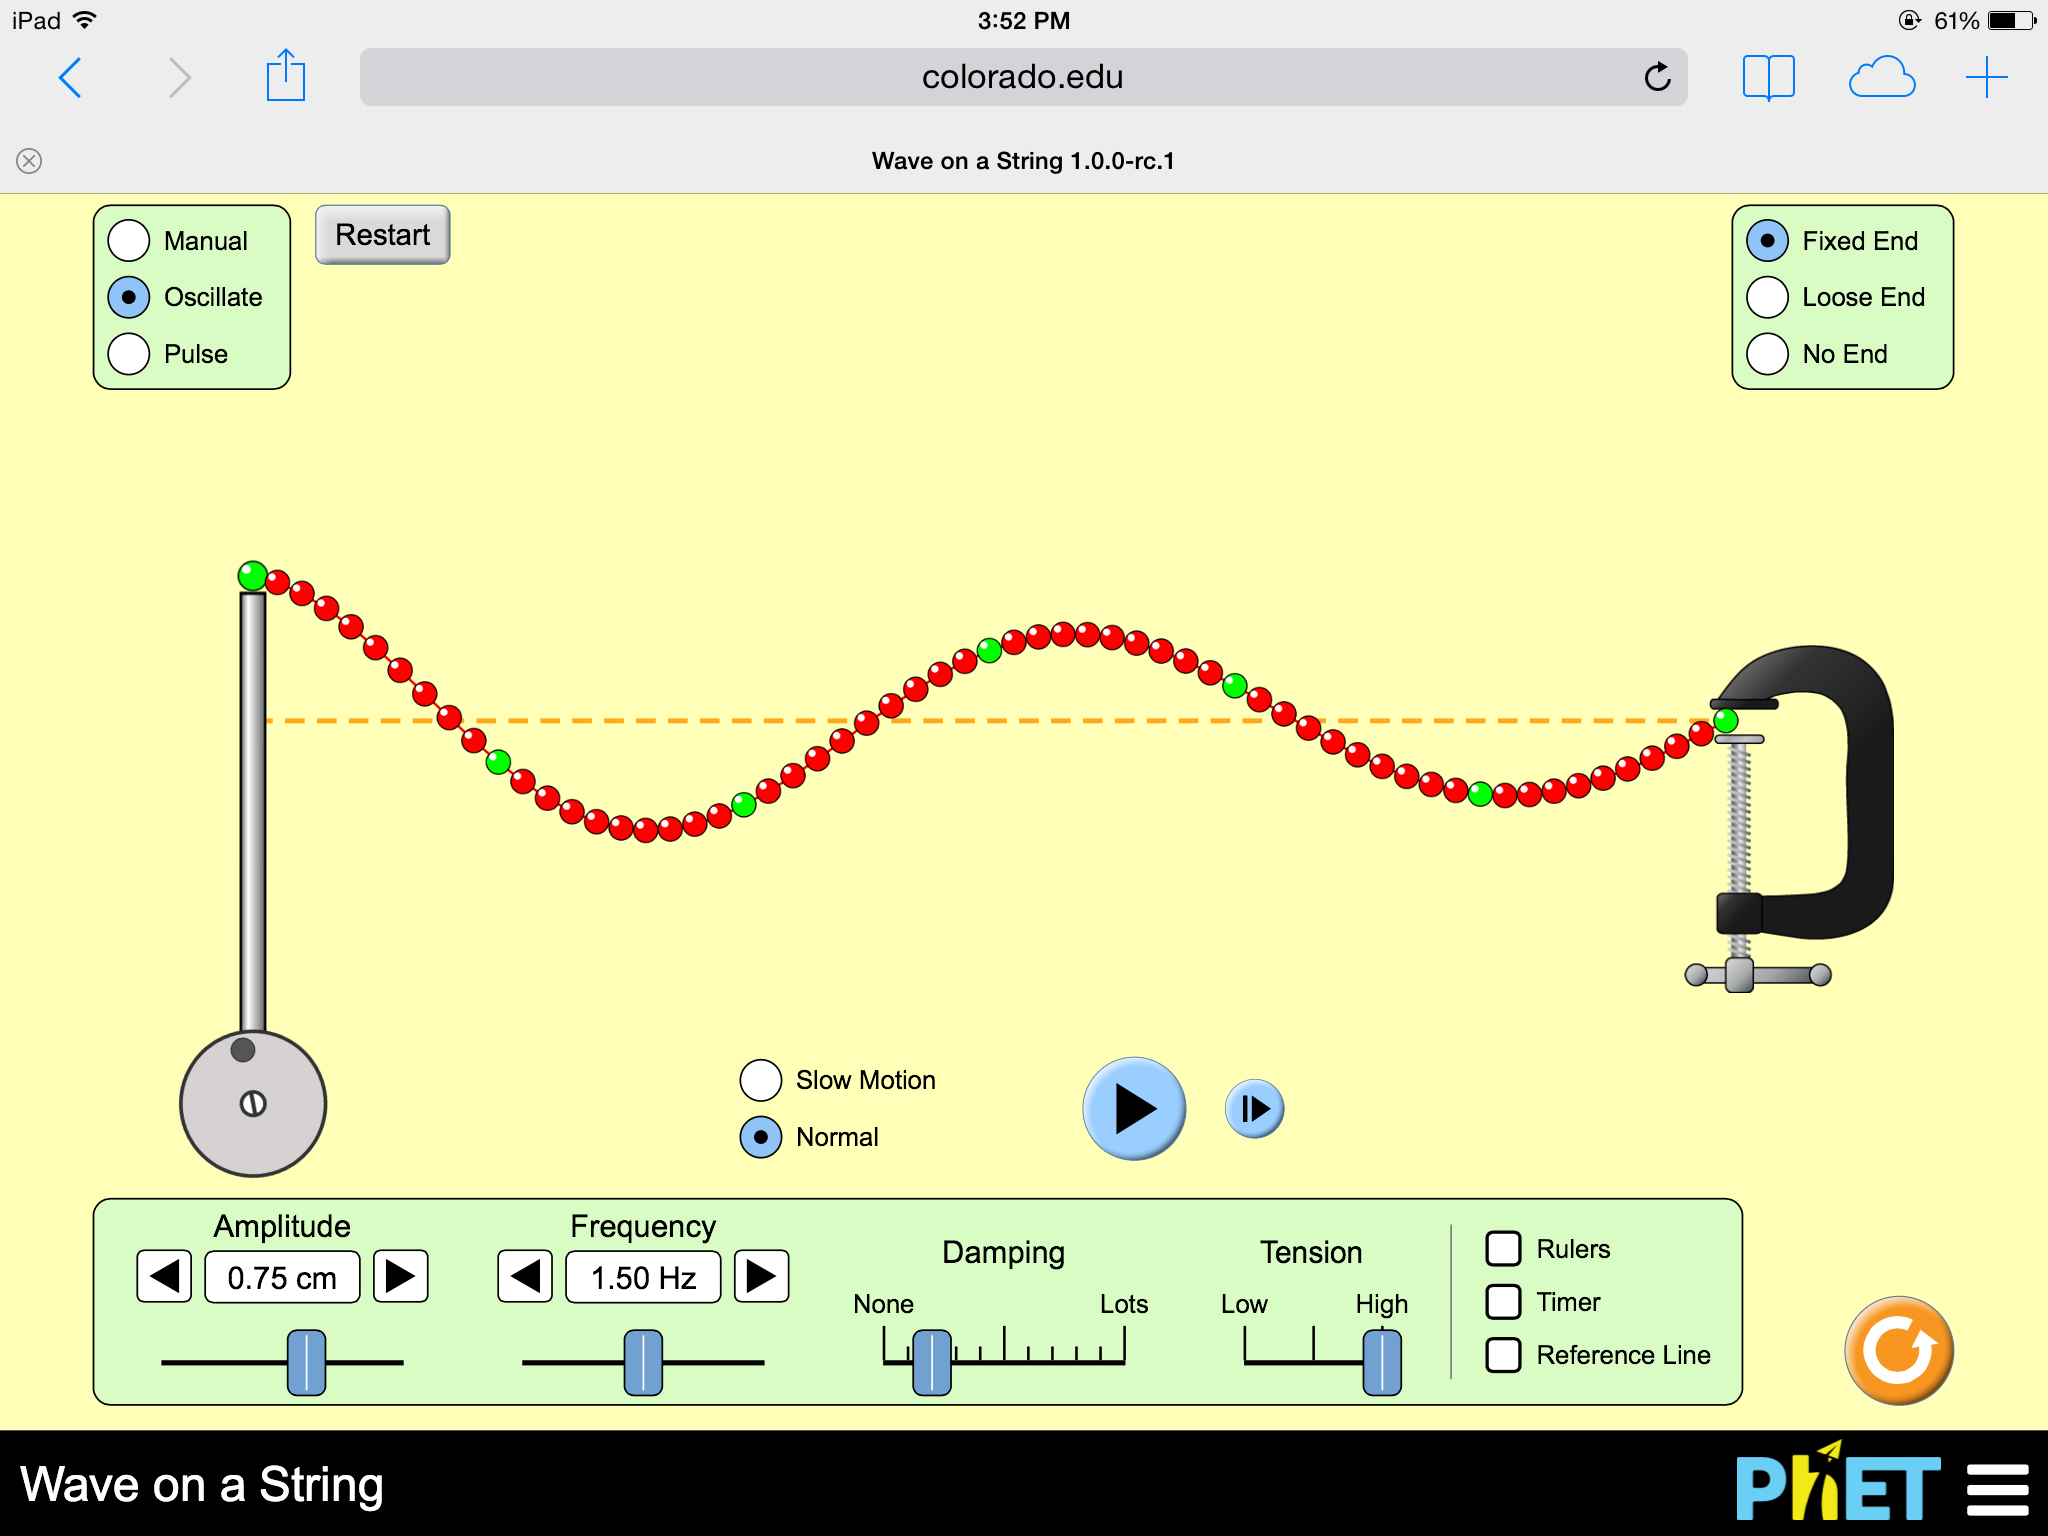 iPad 3:52 PM 61%
colorado.edu
Wave on a String 1.0.0-rc.1
Manual
Oscillate
Pulse
Restart
Fixed End
Loose End
No End
Slow Motion
Normal
Amplitude
0.75 cm
Frequency
1.50 Hz
Damping
None Lots
Tension
Low High
Rulers
Timer
Reference Line
Wave on a String
PhET